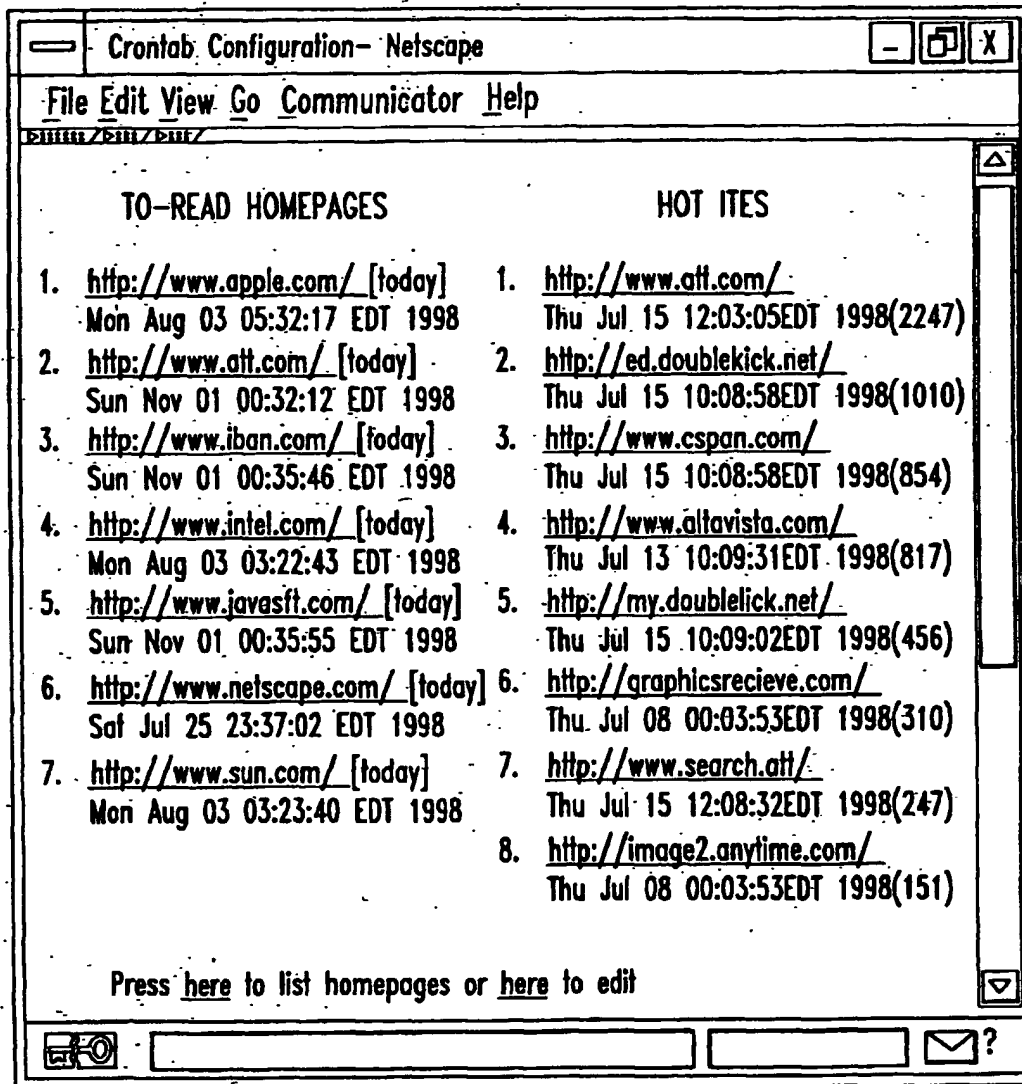 Crontab Configuration- Netscape
File Edit View Go Communicator Help
TO-READ HOMEPAGES
1. http://www.apple.com/ [today]
Mon Aug 03 05:32:17 EDT 1998
2. http://www.att.com/ [today]
Sun Nov 01 00:32:12 EDT 1998
3. http://www.iban.com/ [today]
Sun Nov 01 00:35:46 EDT 1998
4. http://www.intel.com/ [today]
Mon Aug 03 03:22:43 EDT 1998
5. http://www.javasft.com/ [today]
Sun Nov 01 00:35:55 EDT 1998
6. http://www.netscape.com/ [today]
Sat Jul 25 23:37:02 EDT 1998
7. http://www.sun.com/ [today]
Mon Aug 03 03:23:40 EDT 1998
HOT ITES
1. http://www.att.com/
Thu Jul 15 12:03:05EDT 1998(2247)
2. http://ed.doublekick.net/
Thu Jul 15 10:08:58EDT 1998(1010)
3. http://www.cspan.com/
Thu Jul 15 10:08:58EDT 1998(854)
4. http://www.altavista.com/
Thu Jul 13 10:09:31EDT 1998(817)
5. http://my.doublelick.net/
Thu Jul 15 10:09:02EDT 1998(456)
6. http://graphicsrecieve.com/
Thu Jul 08 00:03:53EDT 1998(310)
7. http://www.search.att/
Thu Jul 15 12:08:32EDT 1998(247)
8. http://image2.anytime.com/
Thu Jul 08 00:03:53EDT 1998(151)
Press here to list homepages or here to edit
?